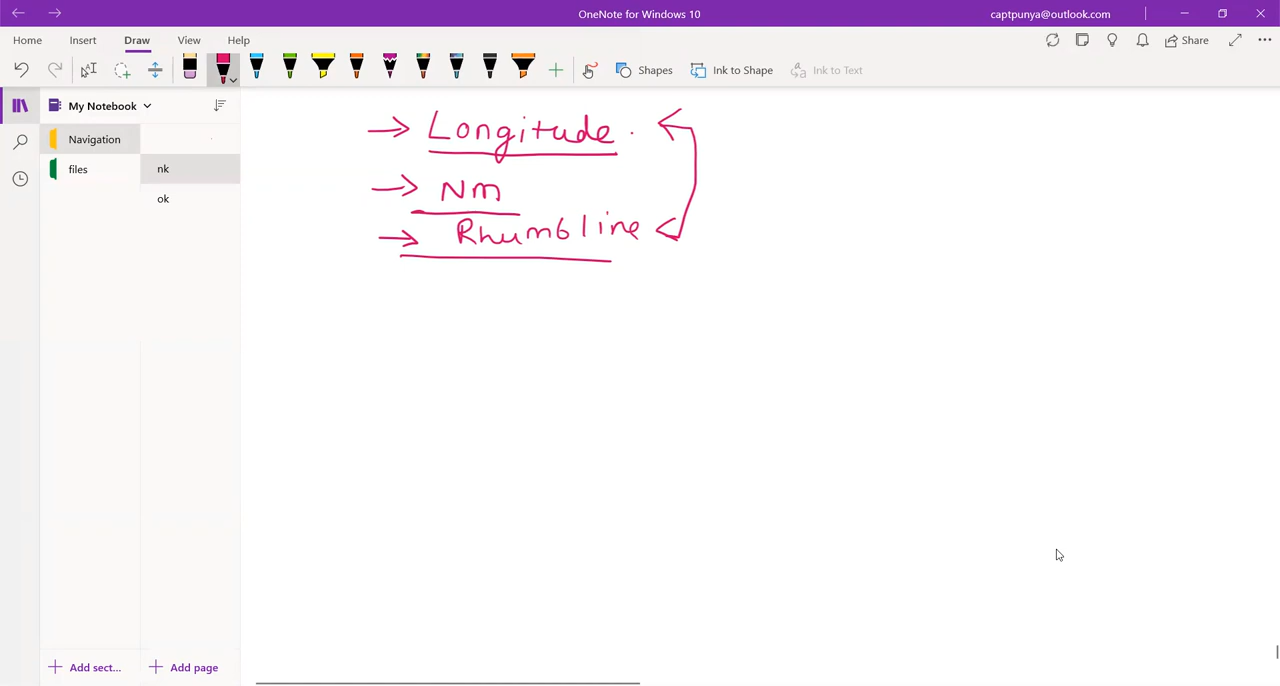 OneNote for Windows 10
captpunya@outlook.com
Home Insert Draw View Help
Share
Shapes Ink to Shape Ink to Text
My Notebook
Navigation
files
nk
ok
→ Longitude.
→ Nm
→ Rhumbline
Add sect... Add page